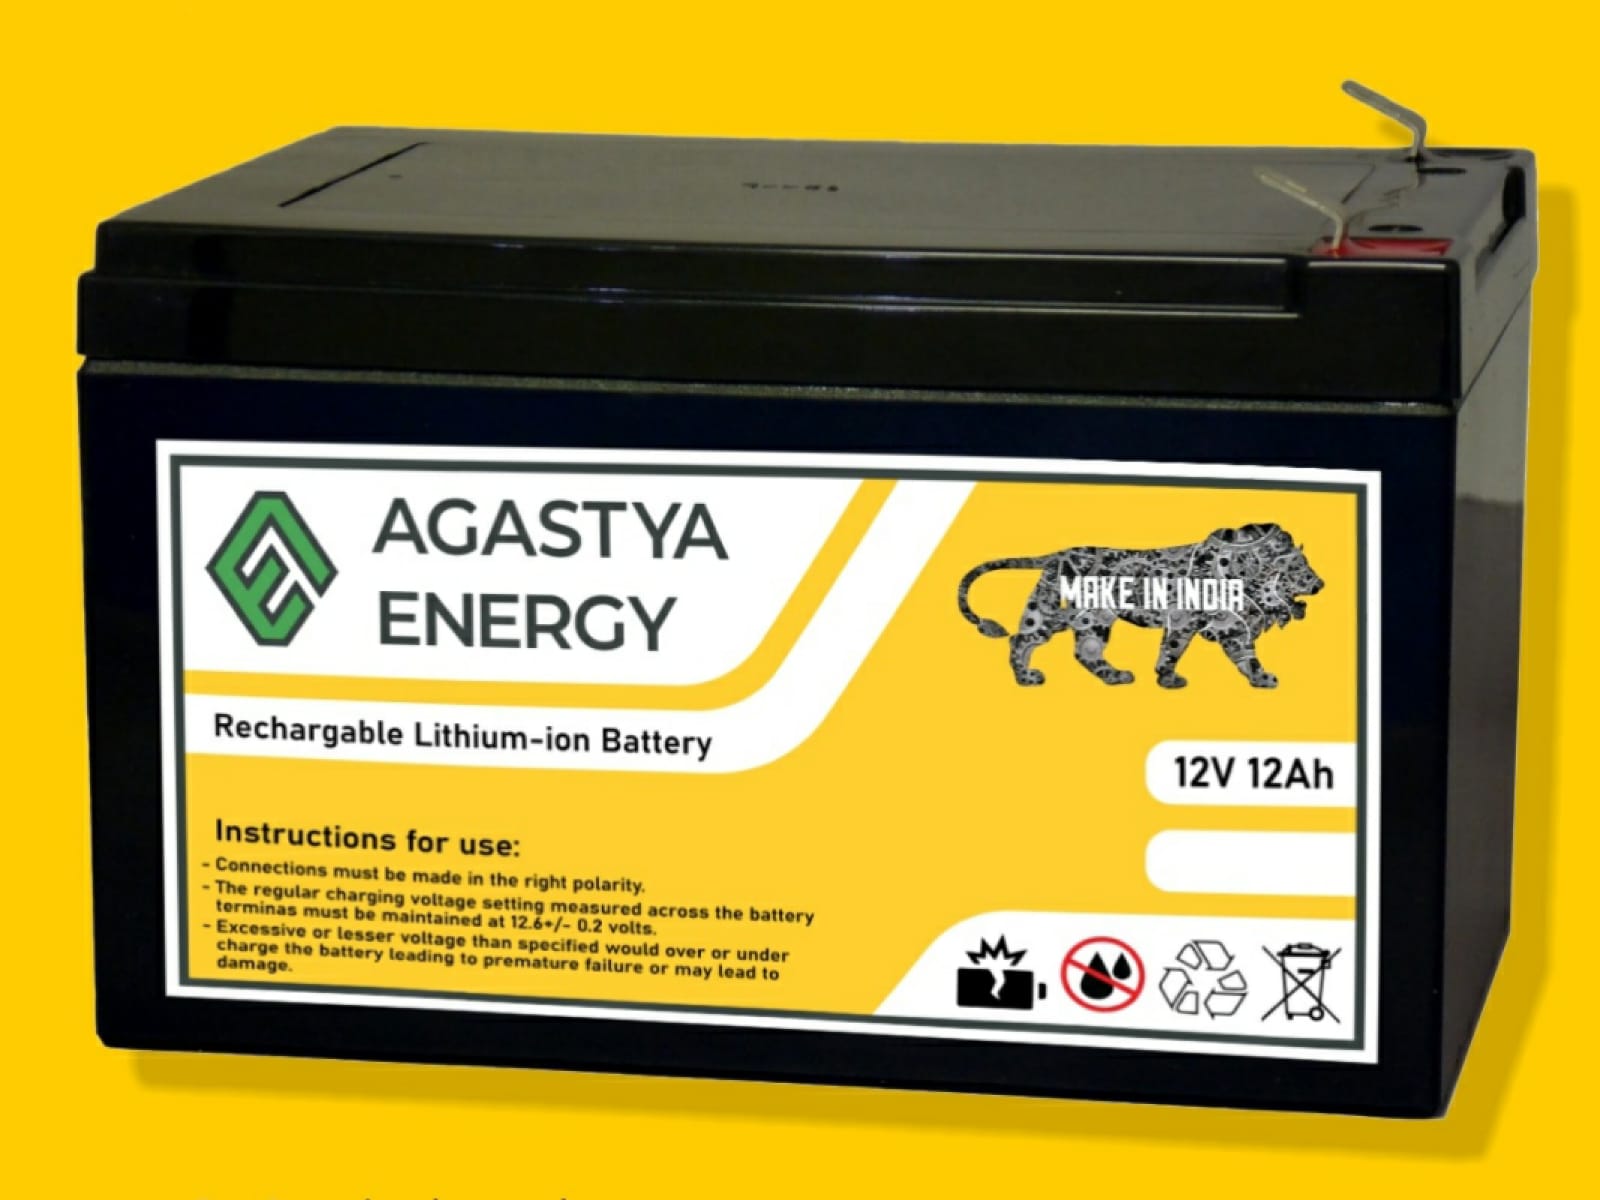 AGASTYA
ENERGY
MAKE IN INDIA
Rechargable Lithium-ion Battery
12V 12Ah
Instructions for use:
- Connections must be made in the right polarity.
- The regular charging voltage setting measured across the battery
terminas must be maintained at 12.6+/- 0.2 volts.
- Excessive or lesser voltage than specified would over or under
charge the battery leading to premature failure or may lead to
damage.